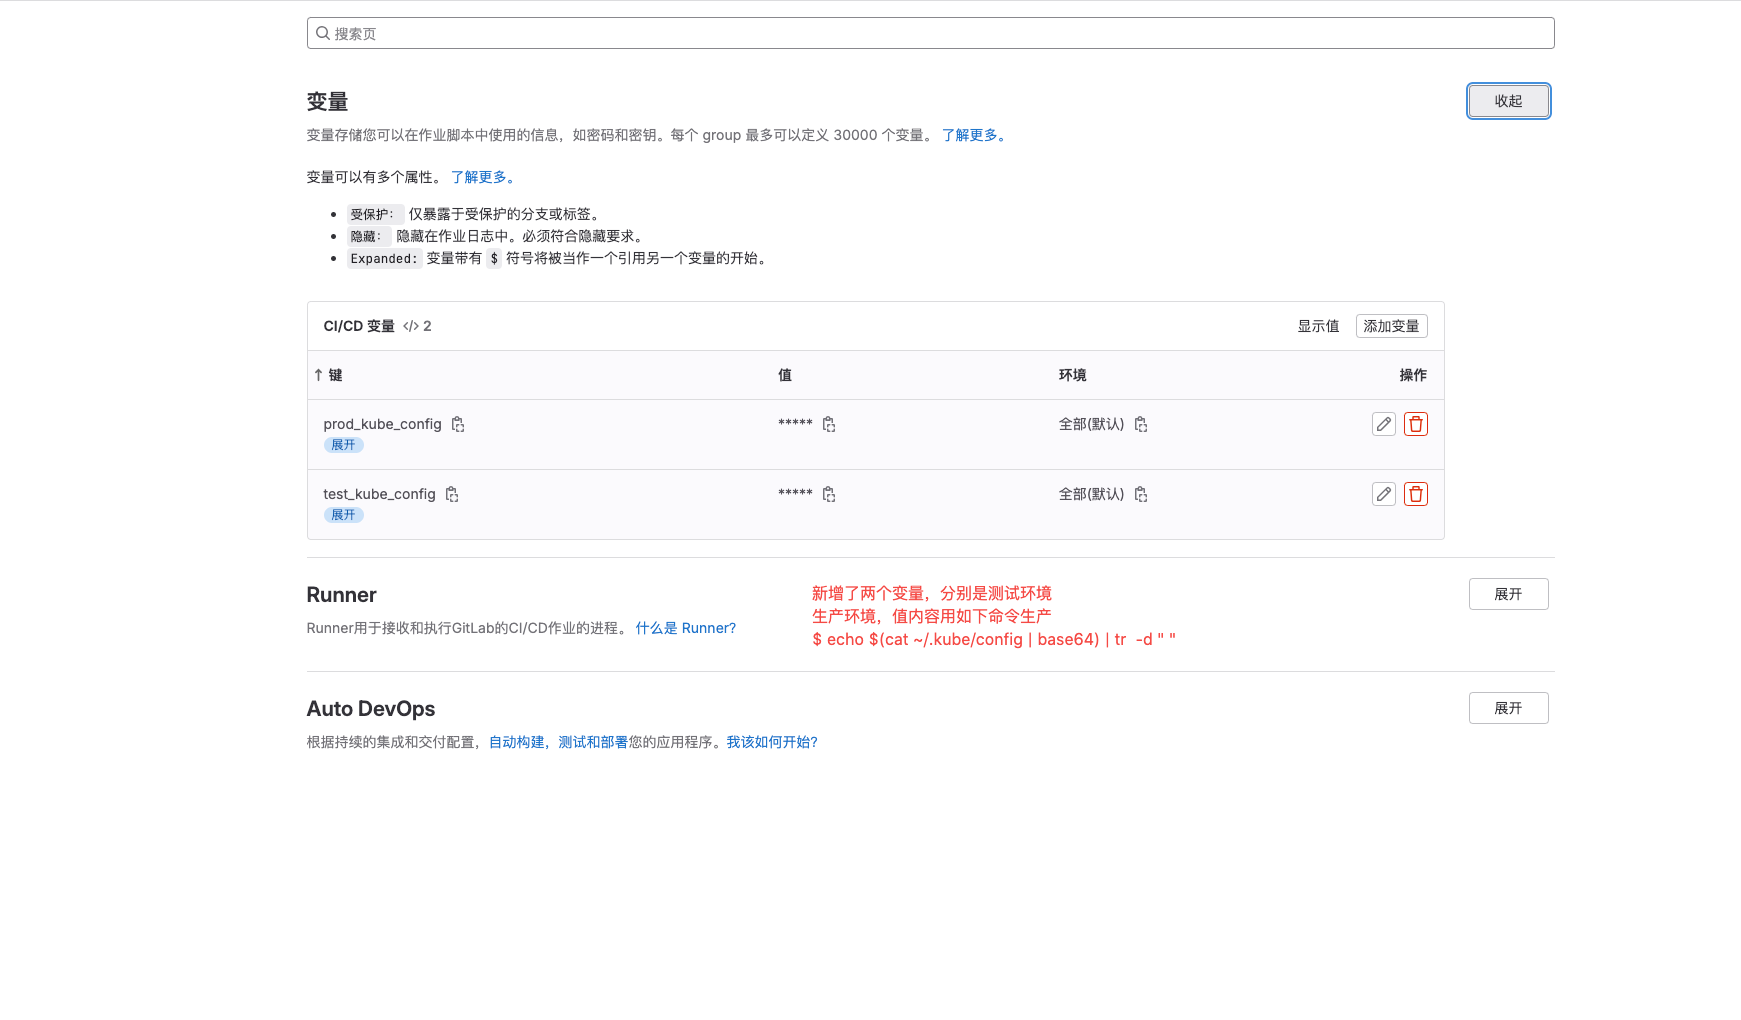 搜索页
变量
收起
变量存储您可以在作业脚本中使用的信息，如密码和密钥。每个 group 最多可以定义 30000 个变量。 了解更多。
变量可以有多个属性。 了解更多。
受保护： 仅暴露于受保护的分支或标签。
隐藏： 隐藏在作业日志中。必须符合隐藏要求。
Expanded: 变量带有 $ 符号将被当作一个引用另一个变量的开始。
CI/CD 变量 </> 2 显示值 添加变量
↑ 键 值 环境 操作
prod_kube_config ***** 全部(默认)
展开
test_kube_config ***** 全部(默认)
展开
Runner
展开
Runner用于接收和执行GitLab的CI/CD作业的进程。 什么是 Runner?
新增了两个变量，分别是测试环境
生产环境，值内容用如下命令生产
$ echo $(cat ~/.kube/config | base64) | tr  -d " "
Auto DevOps
展开
根据持续的集成和交付配置，自动构建，测试和部署您的应用程序。我该如何开始?